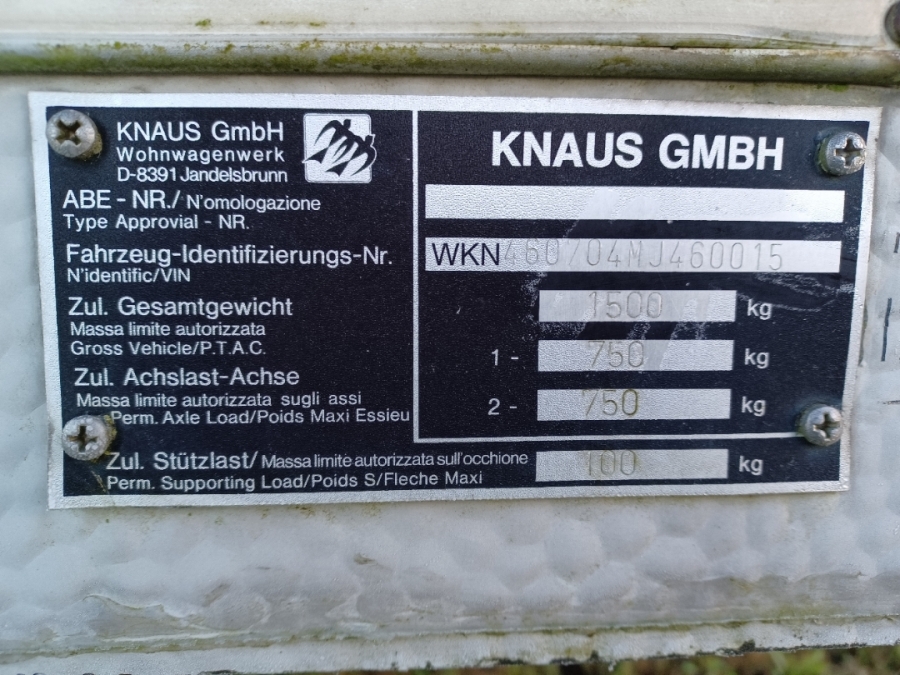 KNAUS GmbH
Wohnwagenwerk
D-8391 Jandelsbrunn
KNAUS GMBH
ABE - NR./ N'omologazione
Type Approvial - NR.
Fahrzeug-Identifizierungs-Nr.
N'identific/VIN
WKN460704MJ460015
Zul. Gesamtgewicht
Massa limite autorizzata
Gross Vehicle/P.T.A.C.
1500 kg
Zul. Achslast-Achse
Massa limite autorizzata sugli assi
Perm. Axle Load/Poids Maxi Essieu
1- 750 kg
2- 750 kg
Zul. Stützlast/ Massa limite autorizzata sull'occhione
Perm. Supporting Load/Poids S/Fleche Maxi
100 kg